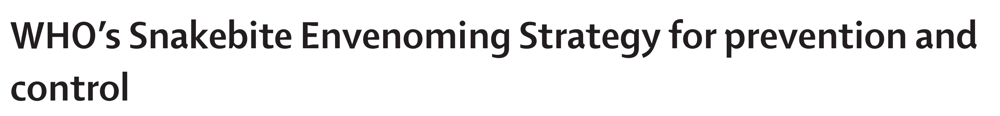 WHO’s Snakebite Envenoming Strategy for prevention and
control